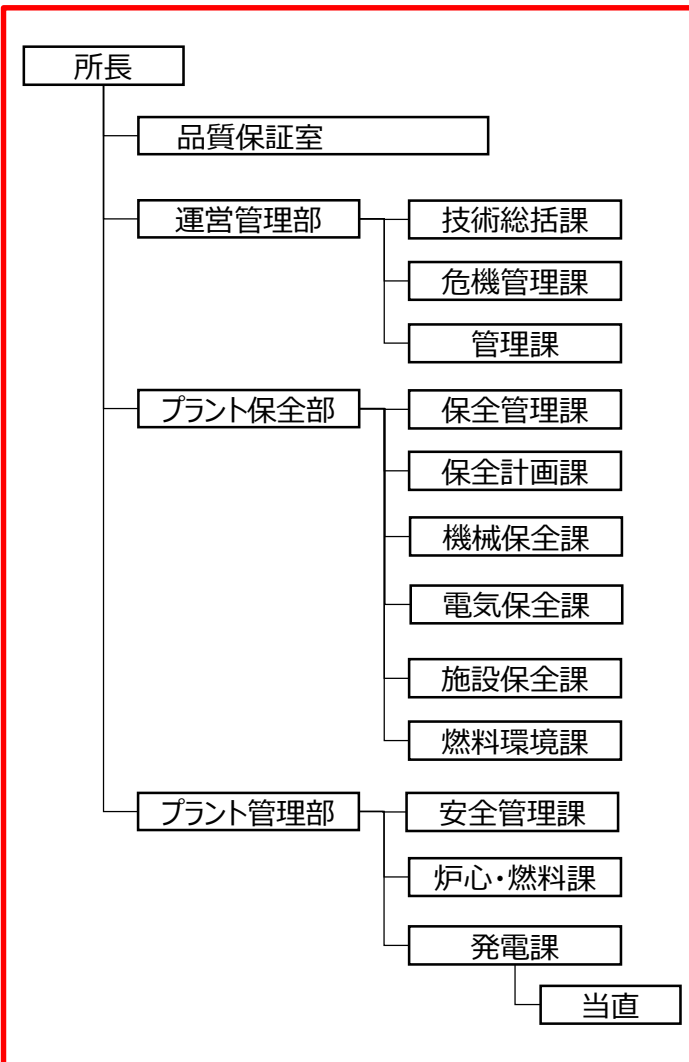 所長
品質保証室
運営管理部
技術総括課
危機管理課
管理課
プラント保全部
保全管理課
保全計画課
機械保全課
電気保全課
施設保全課
燃料環境課
プラント管理部
安全管理課
炉心・燃料課
発電課
当直